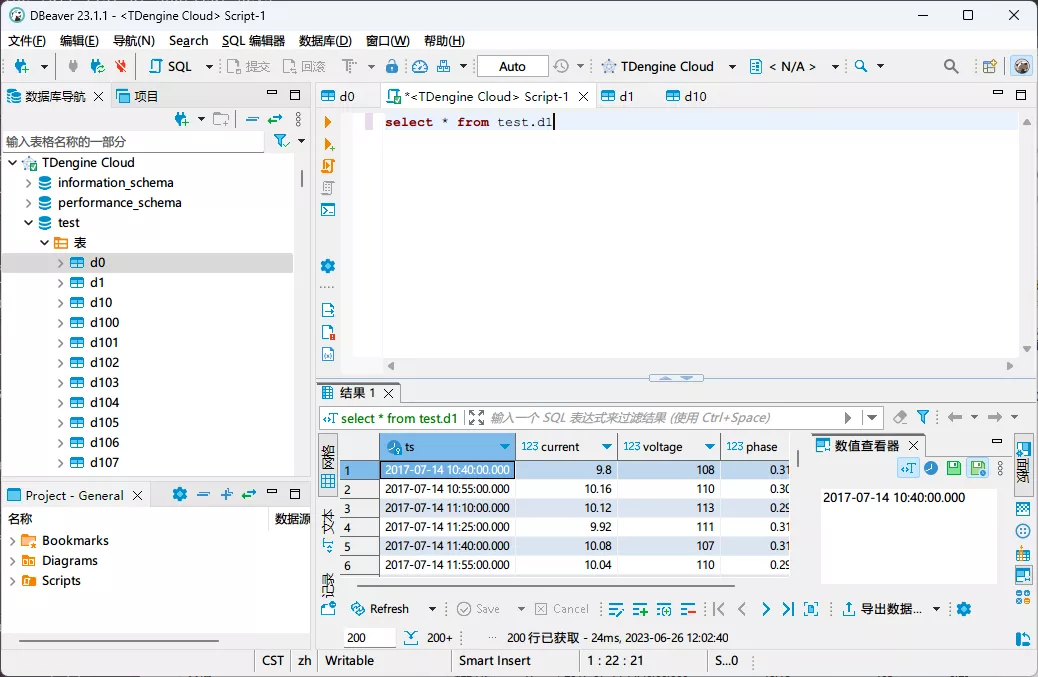 DBeaver 23.1.1 - <TDengine Cloud> Script-1
文件(F) 编辑(E) 导航(N) Search SQL 编辑器 数据库(D) 窗口(W) 帮助(H)
SQL 提交 回滚 Auto TDengine Cloud < N/A >
数据库导航 项目
输入表格名称的一部分
TDengine Cloud
information_schema
performance_schema
test
表
d0
d1
d10
d100
d101
d102
d103
d104
d105
d106
d107
Project - General
名称 数据源
Bookmarks
Diagrams
Scripts
d0 *<TDengine Cloud> Script-1 d1 d10
select * from test.d1
结果 1
select * from test.d1 输入一个 SQL 表达式来过滤结果 (使用 Ctrl+Space)
网格
文本
记录
ts 123 current 123 voltage 123 phase
1 2017-07-14 10:40:00.000 9.8 108 0.31
2 2017-07-14 10:55:00.000 10.16 110 0.30
3 2017-07-14 11:10:00.000 10.12 113 0.29
4 2017-07-14 11:25:00.000 9.92 111 0.31
5 2017-07-14 11:40:00.000 10.08 107 0.31
6 2017-07-14 11:55:00.000 10.04 110 0.29
数值查看器
2017-07-14 10:40:00.000
面板
Refresh Save Cancel 导出数据...
200 200+ ... 200 行已获取 - 24ms, 2023-06-26 12:02:40
CST zh Writable Smart Insert 1 : 22 : 21 S...0